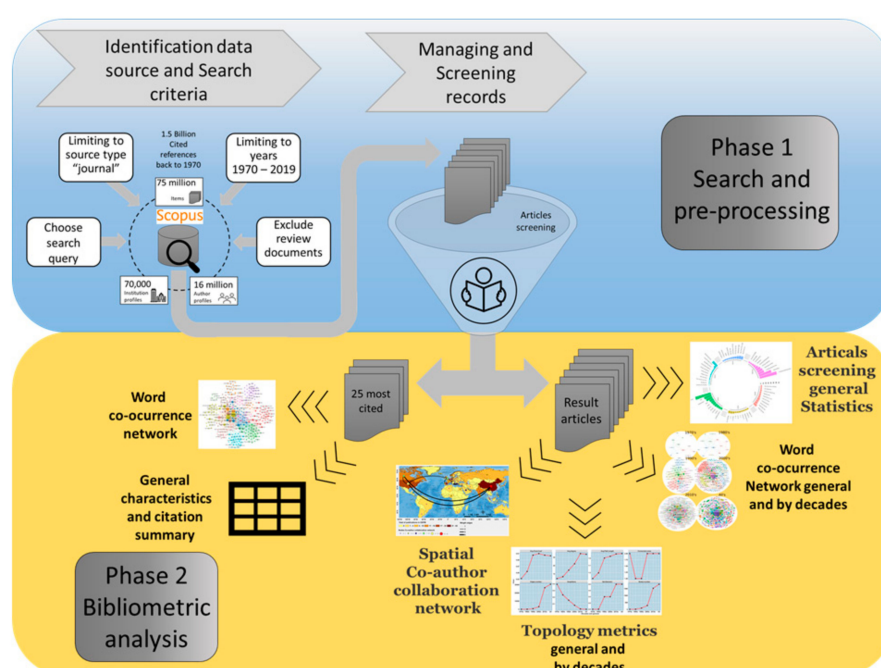 Identification data
source and Search
criteria
Managing and
Screening
records
Phase 1
Search and
pre-processing
1.5 Billion
Cited
references
back to 1970
Limiting to
source type
"journal"
Limiting to
years
1970 – 2019
75 million
Items
Scopus
Choose
search
query
Exclude
review
documents
70,000
Institution
profiles
16 million
Author
profiles
Articles
screening
25 most
cited
Result
articles
Articals
screening
general
Statistics
Word
co-ocurrence
network
General
characteristics
and citation
summary
Word
co-ocurrence
Network general
and by decades
Spatial
Co-author
collaboration
network
Topology metrics
general and
by decades
Phase 2
Bibliometric
analysis